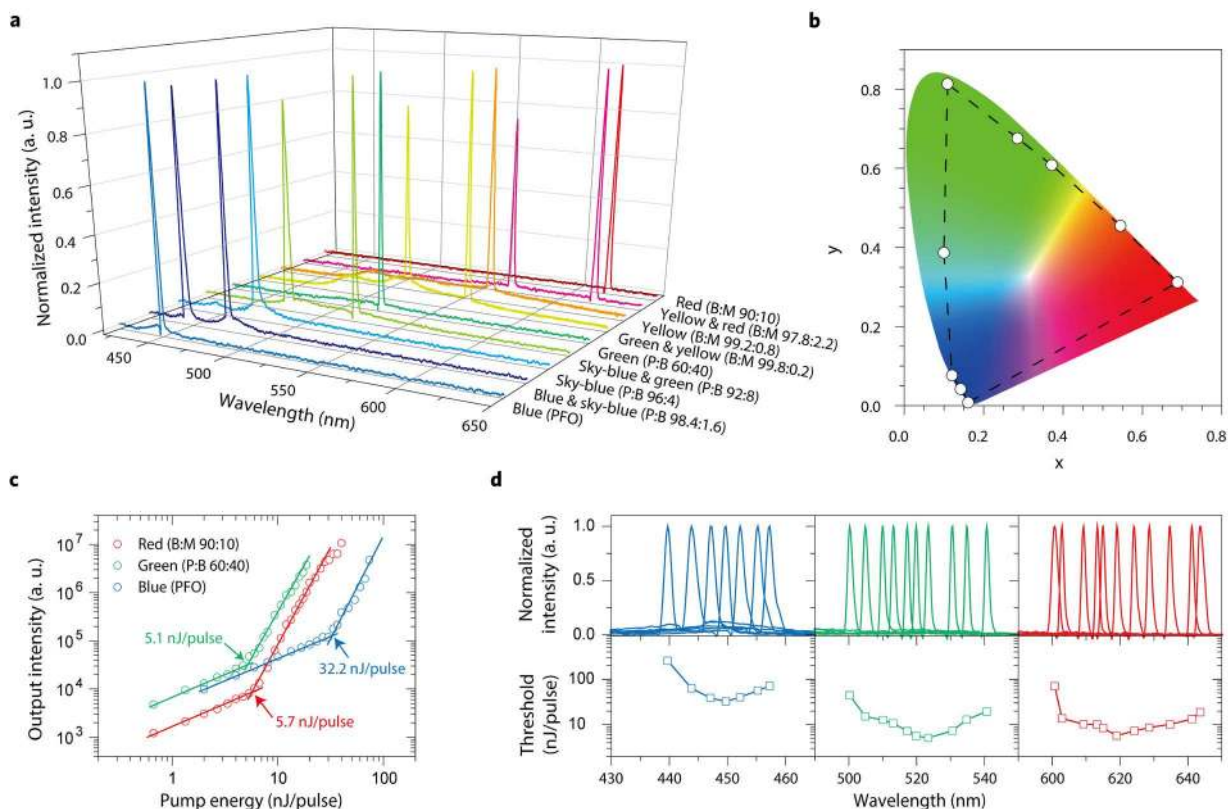 a
Normalized intensity (a. u.)
1.0
0.8
0.6
0.4
0.2
0.0
450
500
550
600
650
Wavelength (nm)
Red (B:M 90:10)
Yellow & red (B:M 97.8:2.2)
Yellow (B:M 99.2:0.8)
Green & yellow (B:M 99.8:0.2)
Green (P:B 60:40)
Sky-blue & green (P:B 92:8)
Sky-blue (P:B 96:4)
Blue & sky-blue (P:B 98.4:1.6)
Blue (PFO)
b
y
0.8
0.6
0.4
0.2
0.0
0.0 0.2 0.4 0.6 0.8
x
c
Output intensity (a. u.)
10⁷
10⁶
10⁵
10⁴
10³
Red (B:M 90:10)
Green (P:B 60:40)
Blue (PFO)
5.1 nJ/pulse
32.2 nJ/pulse
5.7 nJ/pulse
1 10 100
Pump energy (nJ/pulse)
d
Normalized
intensity (a. u.)
1.0
0.5
0.0
Threshold
(nJ/pulse)
100
10
430 440 450 460 500 520 540 600 620 640
Wavelength (nm)